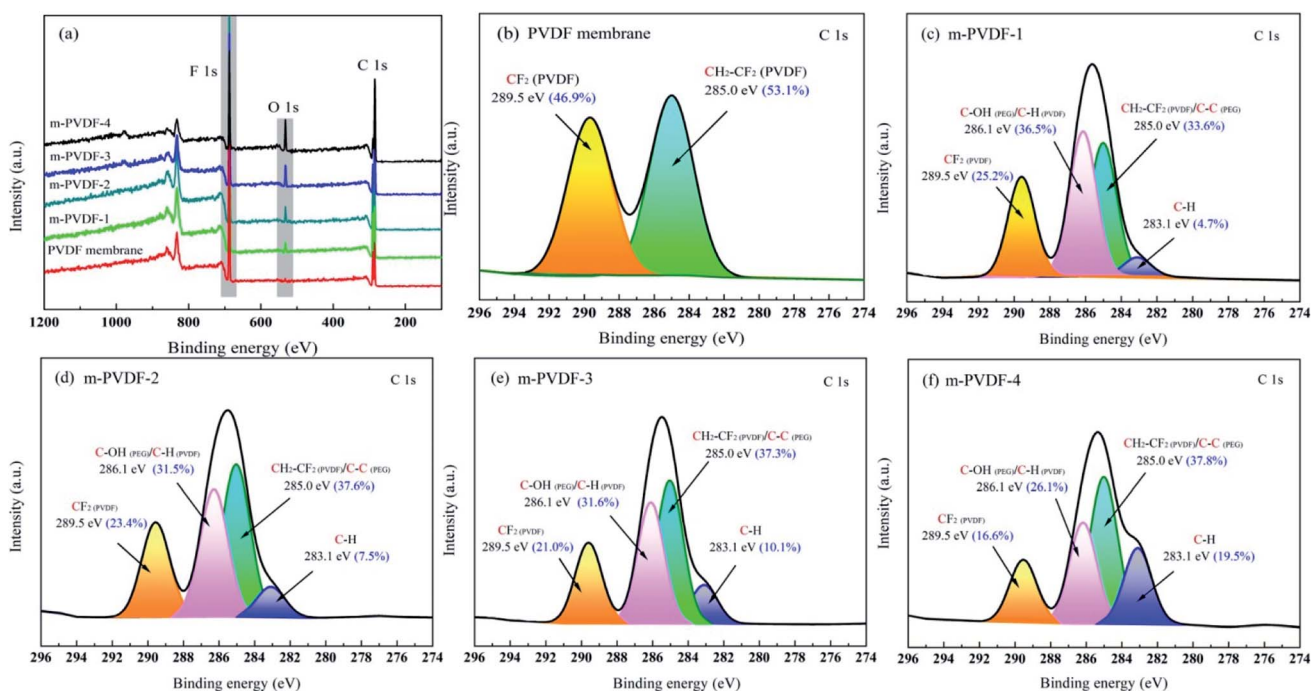 (a)
F 1s
O 1s
C 1s
m-PVDF-4
m-PVDF-3
m-PVDF-2
m-PVDF-1
PVDF membrane
Intensity (a.u.)
1200 1000 800 600 400 200
Binding energy (eV)
(b) PVDF membrane
C 1s
CF2 (PVDF)
289.5 eV (46.9%)
CH2-CF2 (PVDF)
285.0 eV (53.1%)
Intensity (a.u.)
296 294 292 290 288 286 284 282 280 278 276 274
Binding energy (eV)
(c) m-PVDF-1
C 1s
C-OH (PEG)/C-H (PVDF)
286.1 eV (36.5%)
CH2-CF2 (PVDF)/C-C (PEG)
285.0 eV (33.6%)
CF2 (PVDF)
289.5 eV (25.2%)
C-H
283.1 eV (4.7%)
Intensity (a.u.)
296 294 292 290 288 286 284 282 280 278 276 274
Binding energy (eV)
(d) m-PVDF-2
C 1s
C-OH (PEG)/C-H (PVDF)
286.1 eV (31.5%)
CH2-CF2 (PVDF)/C-C (PEG)
285.0 eV (37.6%)
CF2 (PVDF)
289.5 eV (23.4%)
C-H
283.1 eV (7.5%)
Intensity (a.u.)
296 294 292 290 288 286 284 282 280 278 276 274
Binding energy (eV)
(e) m-PVDF-3
C 1s
CH2-CF2 (PVDF)/C-C (PEG)
285.0 eV (37.3%)
C-OH (PEG)/C-H (PVDF)
286.1 eV (31.6%)
CF2 (PVDF)
289.5 eV (21.0%)
C-H
283.1 eV (10.1%)
Intensity (a.u.)
296 294 292 290 288 286 284 282 280 278 276 274
Binding energy (eV)
(f) m-PVDF-4
C 1s
CH2-CF2 (PVDF)/C-C (PEG)
285.0 eV (37.8%)
C-OH (PEG)/C-H (PVDF)
286.1 eV (26.1%)
CF2 (PVDF)
289.5 eV (16.6%)
C-H
283.1 eV (19.5%)
Intensity (a.u.)
296 294 292 290 288 286 284 282 280 278 276 274
Binding energy (eV)